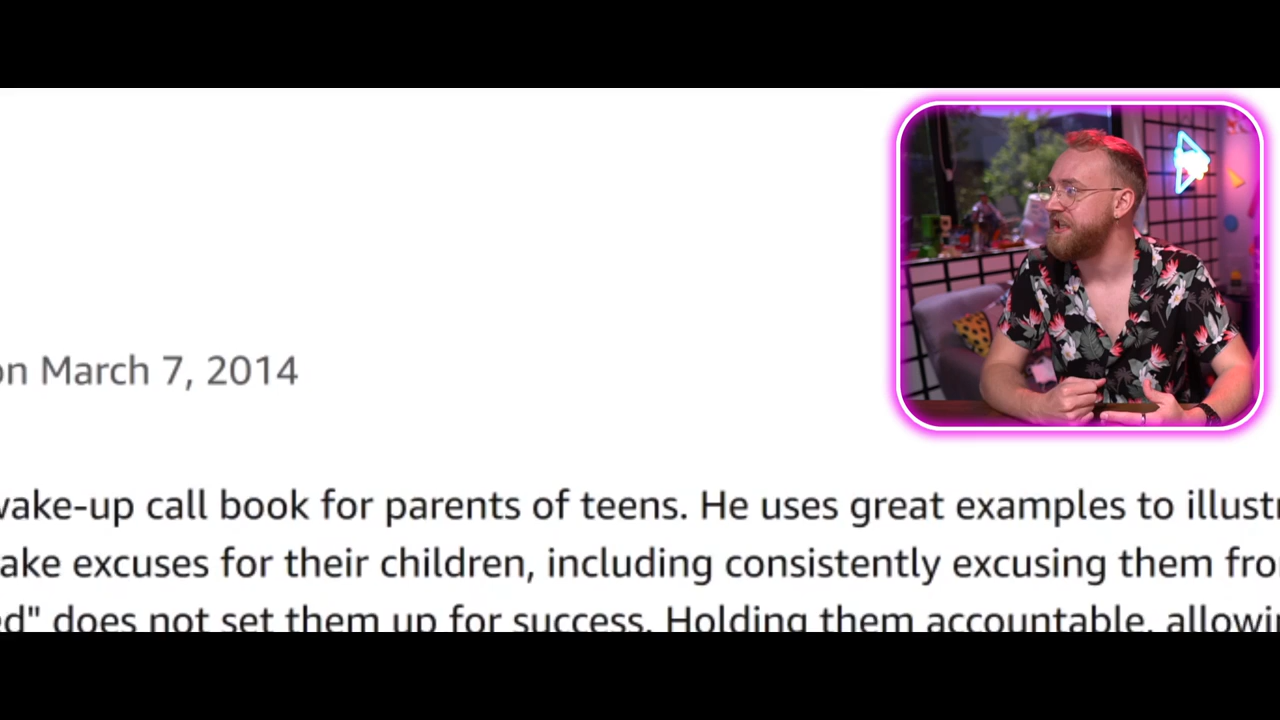 on March 7, 2014
wake-up call book for parents of teens. He uses great examples to illustr
ake excuses for their children, including consistently excusing them fro
ed" does not set them up for success. Holding them accountable, allowin